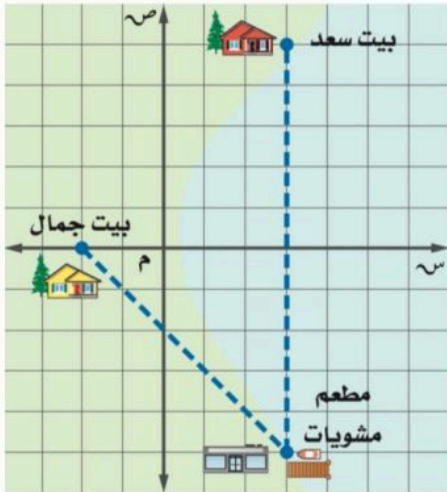 ص
بيت سعد
بيت جمال
م
س
مطعم
مشويات